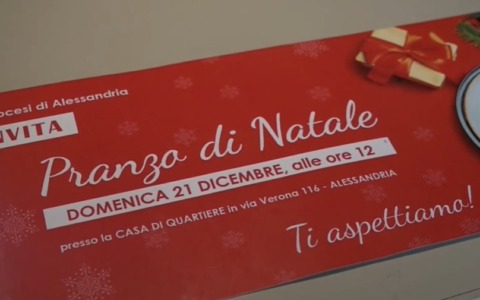 ocesi di Alessandria
NVITA
Pranzo di Natale
DOMENICA 21 DICEMBRE, alle ore 12
presso la CASA DI QUARTIERE in via Verona 116 - ALESSANDRIA
Ti aspettiamo!